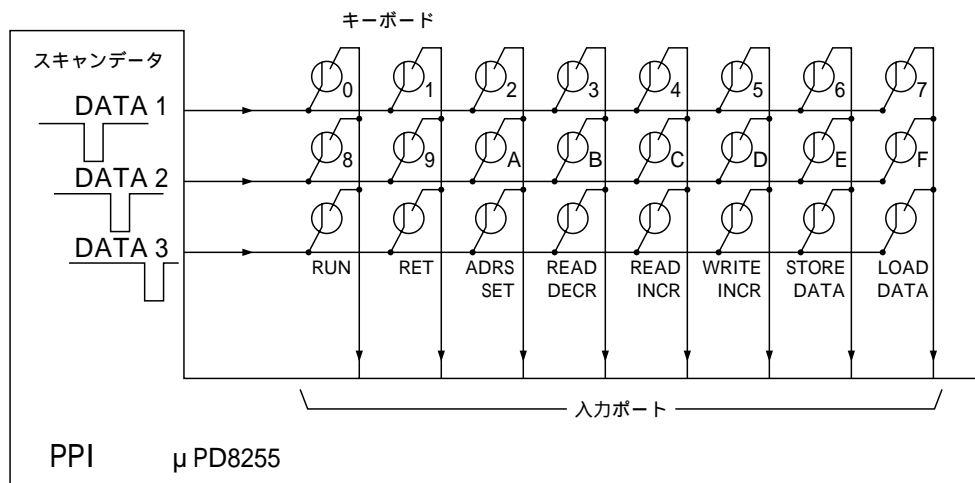 キーボード
スキャンデータ
DATA 1
0 1 2 3 4 5 6 7
DATA 2
8 9 A B C D E F
DATA 3
RUN
RET
ADRS
SET
READ
DECR
READ
INCR
WRITE
INCR
STORE
DATA
LOAD
DATA
入力ポート
PPI μPD8255